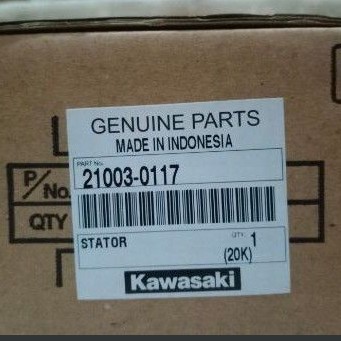 GENUINE PARTS
MADE IN INDONESIA
PART No.
21003-0117
P/No.
QTY
STATOR
QTY. 1
(20K)
Kawasaki